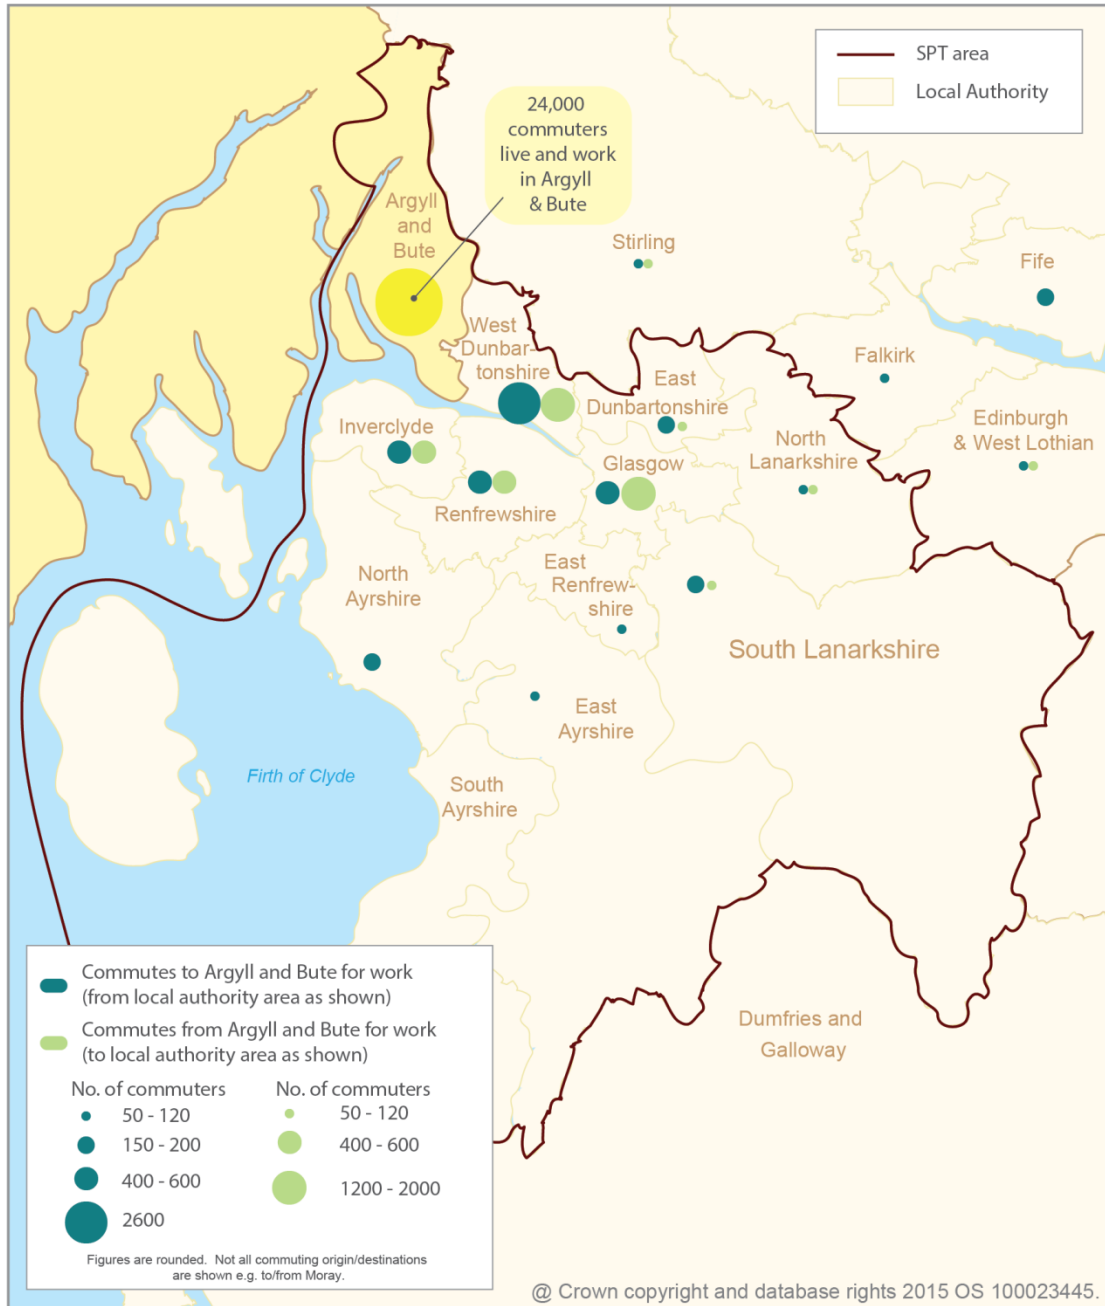 SPT area
Local Authority
24,000
commuters
live and work
in Argyll
& Bute
Argyll
and
Bute
Stirling
Fife
West
Dunbar-
tonshire
Falkirk
East
Dunbartonshire
Edinburgh
& West Lothian
Inverclyde
North
Lanarkshire
Glasgow
Renfrewshire
East
Renfrew-
shire
North
Ayrshire
South Lanarkshire
East
Ayrshire
Firth of Clyde
South
Ayrshire
Dumfries and
Galloway
Commutes to Argyll and Bute for work
(from local authority area as shown)
Commutes from Argyll and Bute for work
(to local authority area as shown)
No. of commuters
50 - 120
150 - 200
400 - 600
2600
No. of commuters
50 - 120
400 - 600
1200 - 2000
Figures are rounded. Not all commuting origin/destinations
are shown e.g. to/from Moray.
@ Crown copyright and database rights 2015 OS 100023445.